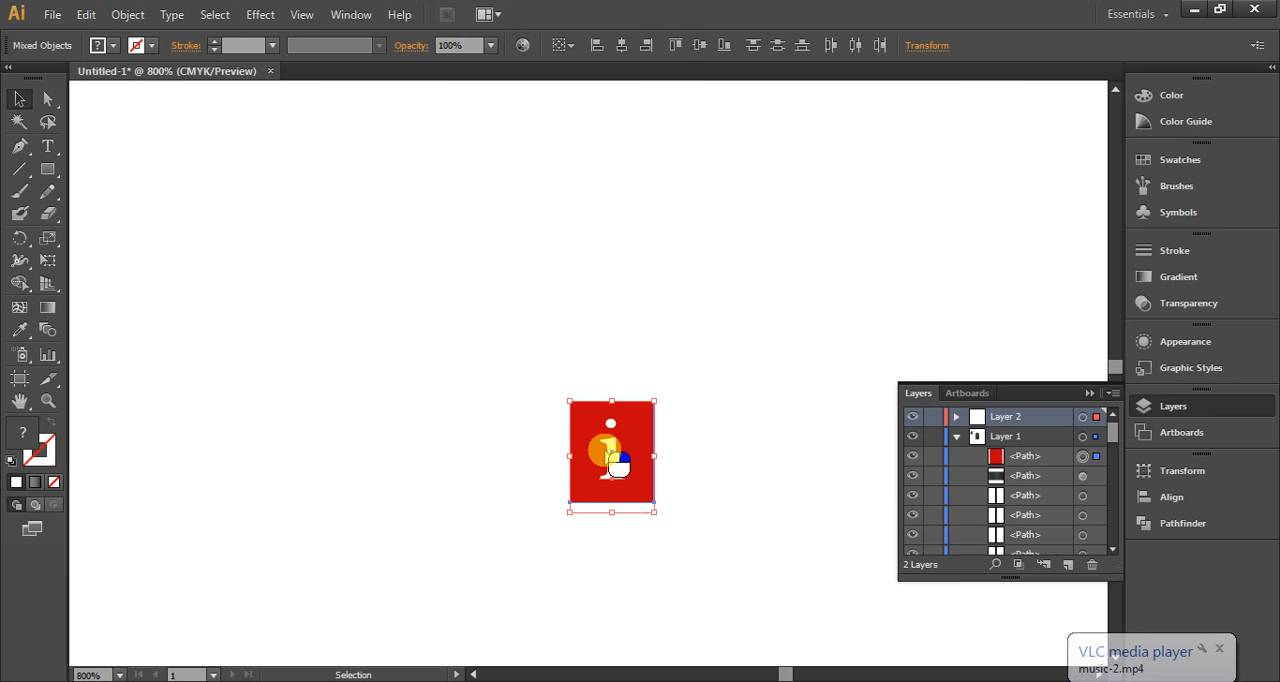 Ai File Edit Object Type Select Effect View Window Help Br Essentials
Mixed Objects ? Stroke: Opacity: 100% Transform
Untitled-1* @ 800% (CMYK/Preview) ×
T
?
i
Color
Color Guide
Swatches
Brushes
Symbols
Stroke
Gradient
Transparency
Appearance
Graphic Styles
Layers
Artboards
Transform
Align
Pathfinder
Layers Artboards
Layer 2
Layer 1
<Path>
<Path>
<Path>
<Path>
<Path>
<Path>
2 Layers
VLC media player
music-2.mp4
800% 1 Selection